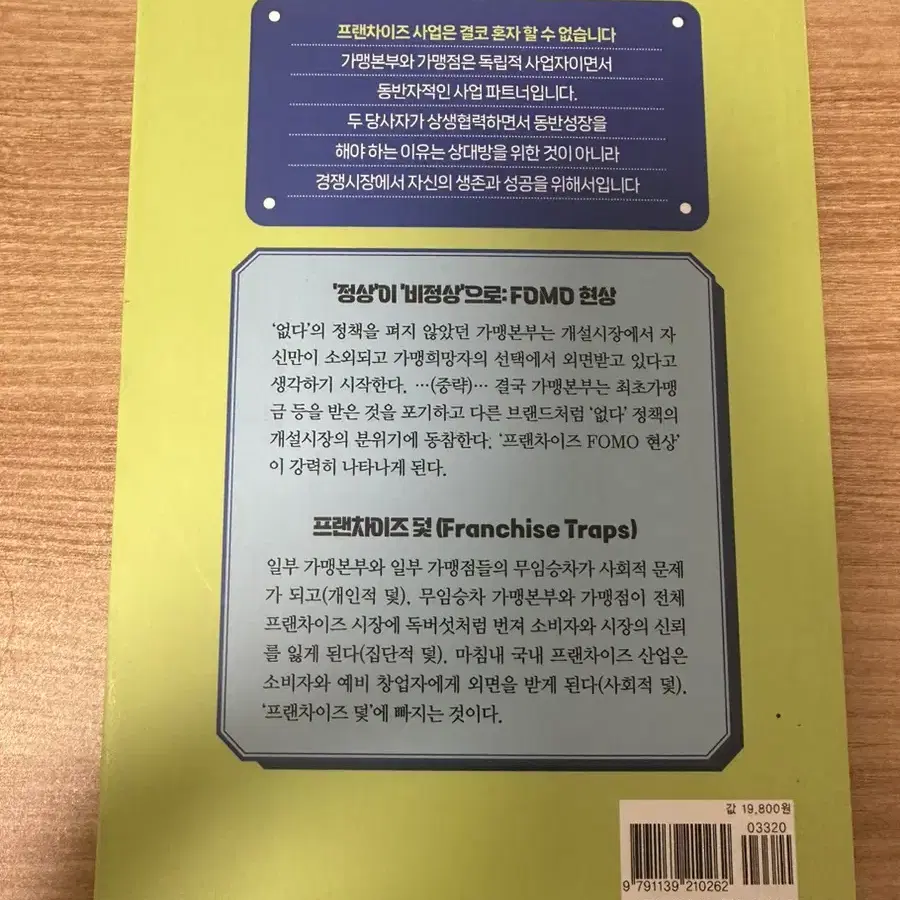 프랜차이즈 사업은 결코 혼자 할 수 없습니다
가맹본부와 가맹점은 독립적 사업자이면서
동반자적인 사업 파트너입니다.
두 당사자가 상생협력하면서 동반성장을
해야 하는 이유는 상대방을 위한 것이 아니라
경쟁시장에서 자신의 생존과 성공을 위해서입니다
'정상'이 '비정상'으로: FOMO 현상
'없다'의 정책을 펴지 않았던 가맹본부는 개설시장에서 자
신만이 소외되고 가맹희망자의 선택에서 외면받고 있다고
생각하기 시작한다. …(중략)… 결국 가맹본부는 최초가맹
금 등을 받은 것을 포기하고 다른 브랜드처럼 '없다' 정책의
개설시장의 분위기에 동참한다. '프랜차이즈 FOMO 현상'
이 강력히 나타나게 된다.
프랜차이즈 덫(Franchise Traps)
일부 가맹본부와 일부 가맹점들의 무임승차가 사회적 문제
가 되고(개인적 덫), 무임승차 가맹본부와 가맹점이 전체
프랜차이즈 시장에 독버섯처럼 번져 소비자와 시장의 신뢰
를 잃게 된다(집단적 덫). 마침내 국내 프랜차이즈 산업은
소비자와 예비 창업자에게 외면을 받게 된다(사회적 덫).
'프랜차이즈 덫'에 빠지는 것이다.
값 19,800원
03320
9 791139 210262